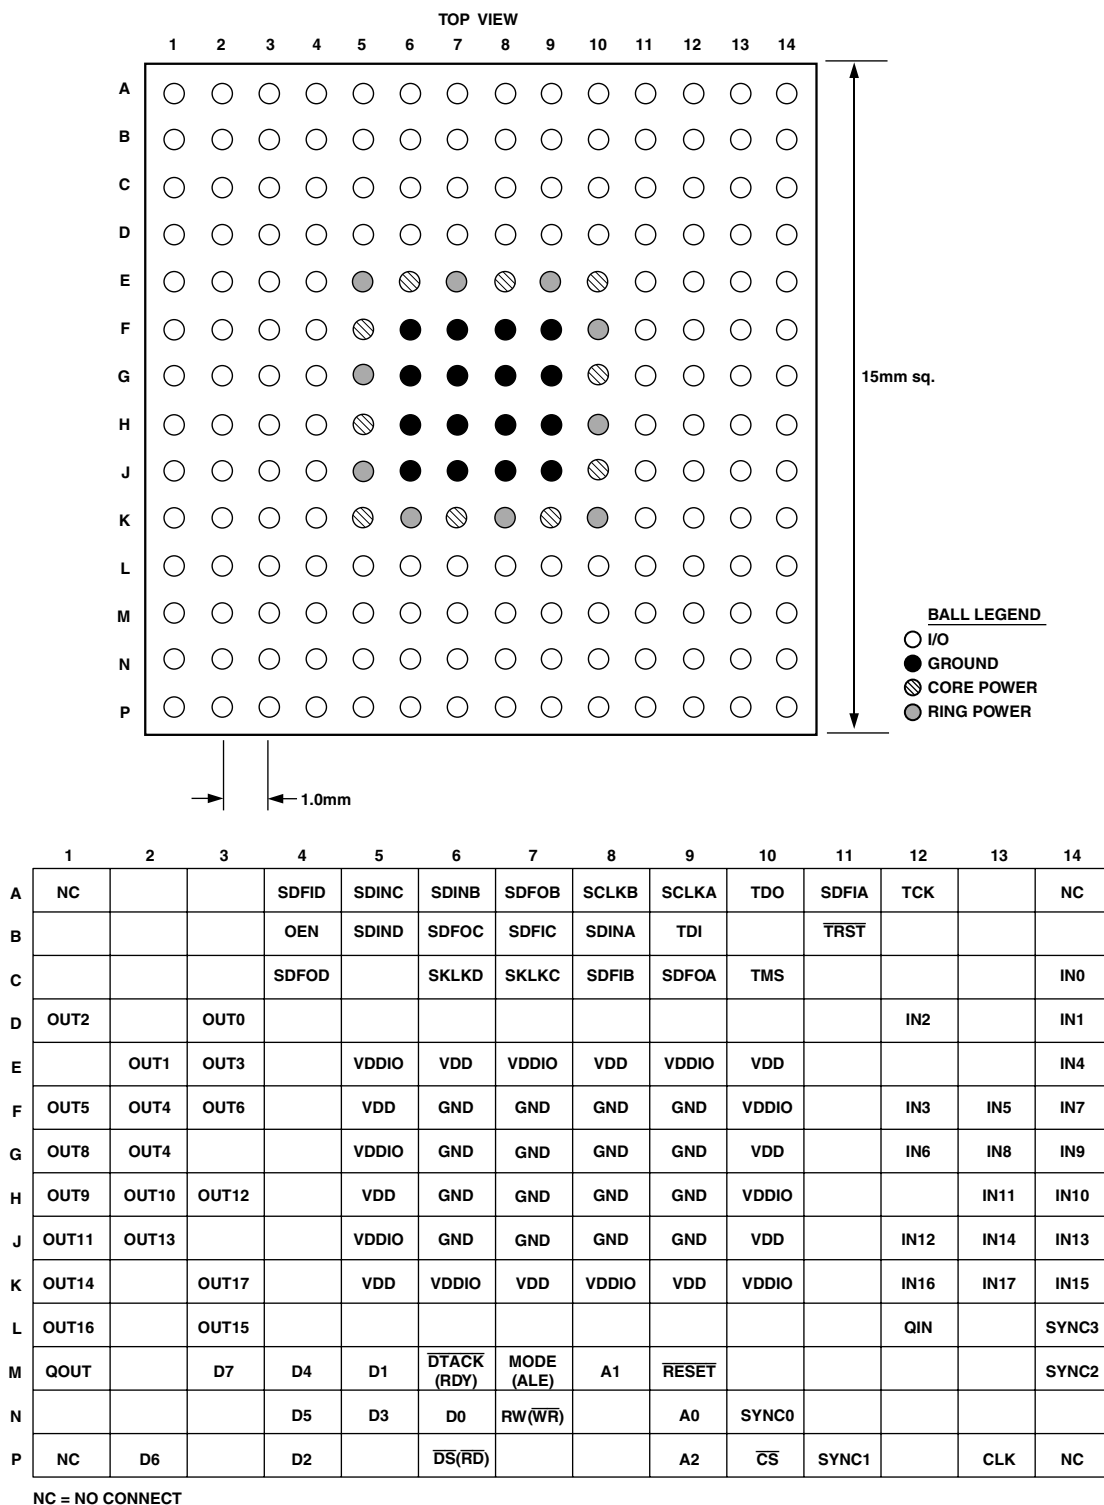 TOP VIEW
1 2 3 4 5 6 7 8 9 10 11 12 13 14
A
B
C
D
E
F
G
15mm sq.
H
J
K
L
M
N
P
BALL LEGEND
I/O
GROUND
CORE POWER
RING POWER
1.0mm
1 2 3 4 5 6 7 8 9 10 11 12 13 14
A NC SDFID SDINC SDINB SDFOB SCLKB SCLKA TDO SDFIA TCK NC
B OEN SDIND SDFOC SDFIC SDINA TDI TRST
C SDFOD SKLKD SKLKC SDFIB SDFOA TMS IN0
D OUT2 OUT0 IN2 IN1
E OUT1 OUT3 VDDIO VDD VDDIO VDD VDDIO VDD IN4
F OUT5 OUT4 OUT6 VDD GND GND GND GND VDDIO IN3 IN5 IN7
G OUT8 OUT4 VDDIO GND GND GND GND VDD IN6 IN8 IN9
H OUT9 OUT10 OUT12 VDD GND GND GND GND VDDIO IN11 IN10
J OUT11 OUT13 VDDIO GND GND GND GND VDD IN12 IN14 IN13
K OUT14 OUT17 VDD VDDIO VDD VDDIO VDD VDDIO IN16 IN17 IN15
L OUT16 OUT15 QIN SYNC3
M QOUT D7 D4 D1 DTACK (RDY) MODE (ALE) A1 RESET SYNC2
N D5 D3 D0 RW(WR) A0 SYNC0
P NC D6 D2 DS(RD) A2 CS SYNC1 CLK NC
NC = NO CONNECT